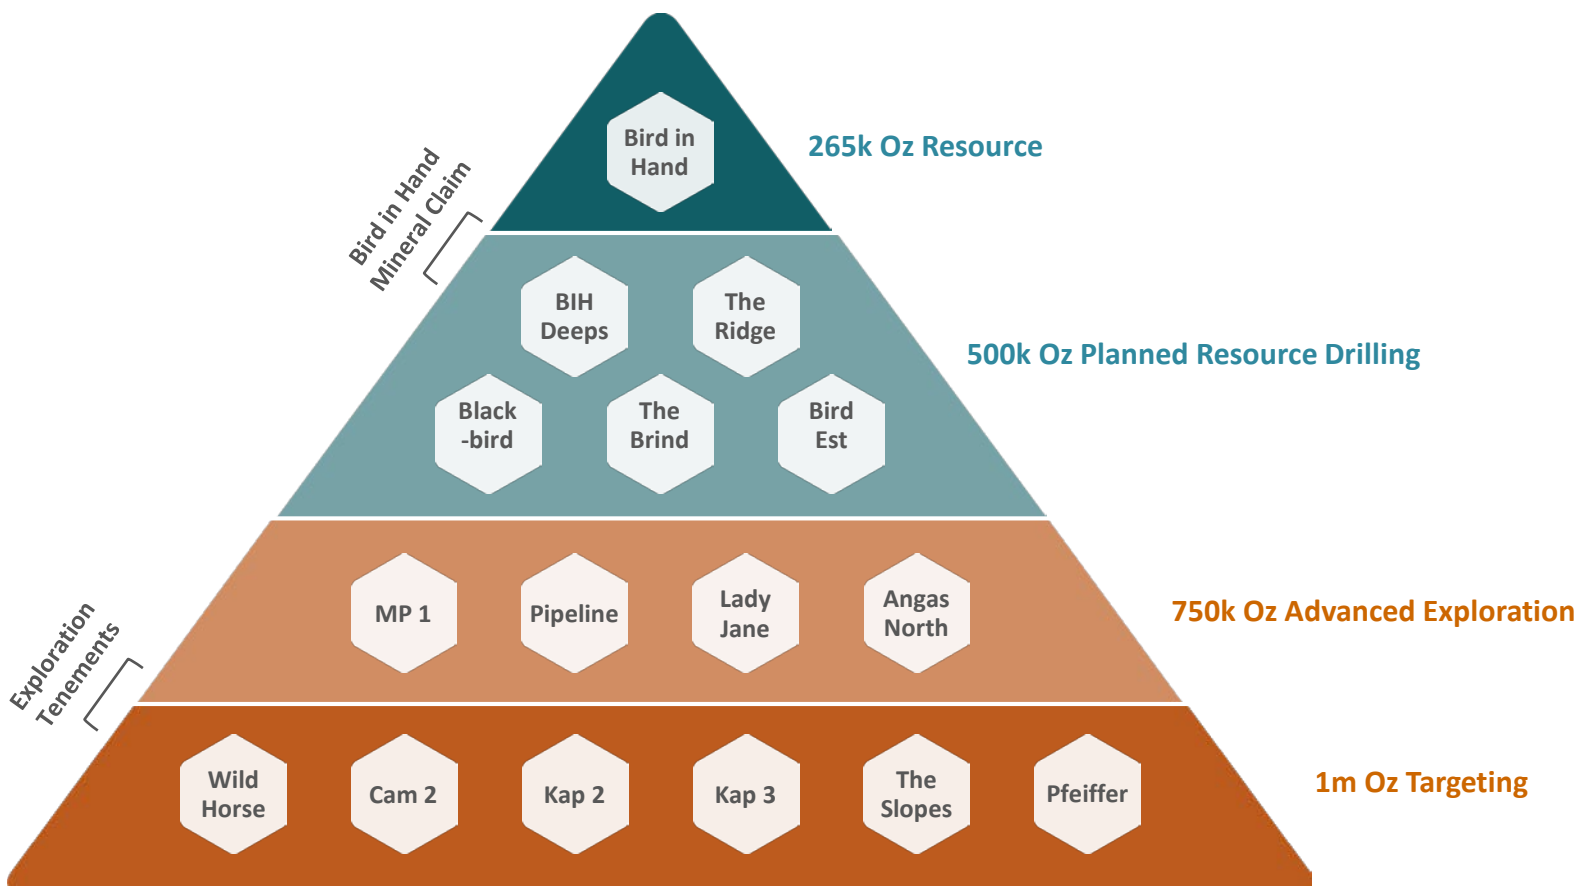 Bird in
Hand
265k Oz Resource
Bird in Hand
Mineral Claim
BIH
Deeps
The
Ridge
500k Oz Planned Resource Drilling
Black
-bird
The
Brind
Bird
Est
MP 1
Pipeline
Lady
Jane
Angas
North
750k Oz Advanced Exploration
Exploration
Tenements
Wild
Horse
Cam 2
Kap 2
Kap 3
The
Slopes
Pfeiffer
1m Oz Targeting